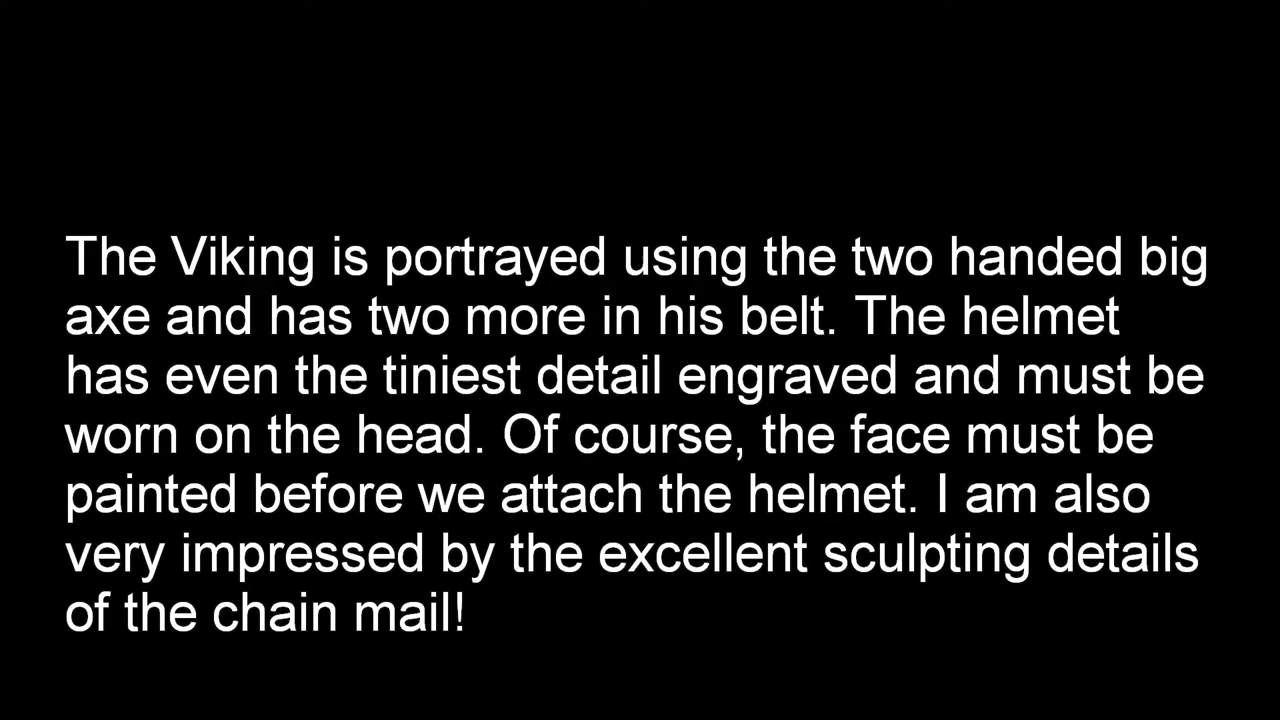 The Viking is portrayed using the two handed big
axe and has two more in his belt. The helmet
has even the tiniest detail engraved and must be
worn on the head. Of course, the face must be
painted before we attach the helmet. I am also
very impressed by the excellent sculpting details
of the chain mail!